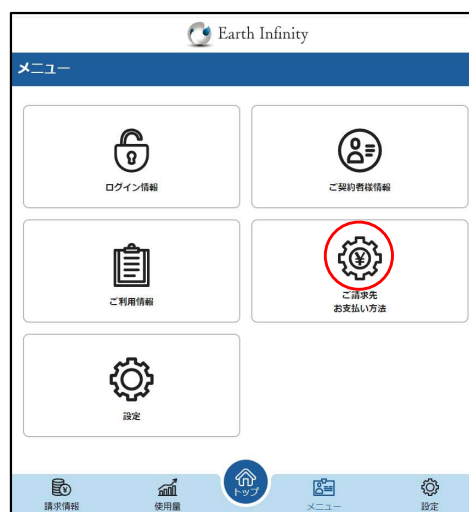 Earth Infinity
メニュー
ログイン情報
ご契約者様情報
ご利用情報
¥
ご請求先
お支払い方法
設定
請求情報
使用量
トップ
メニュー
設定